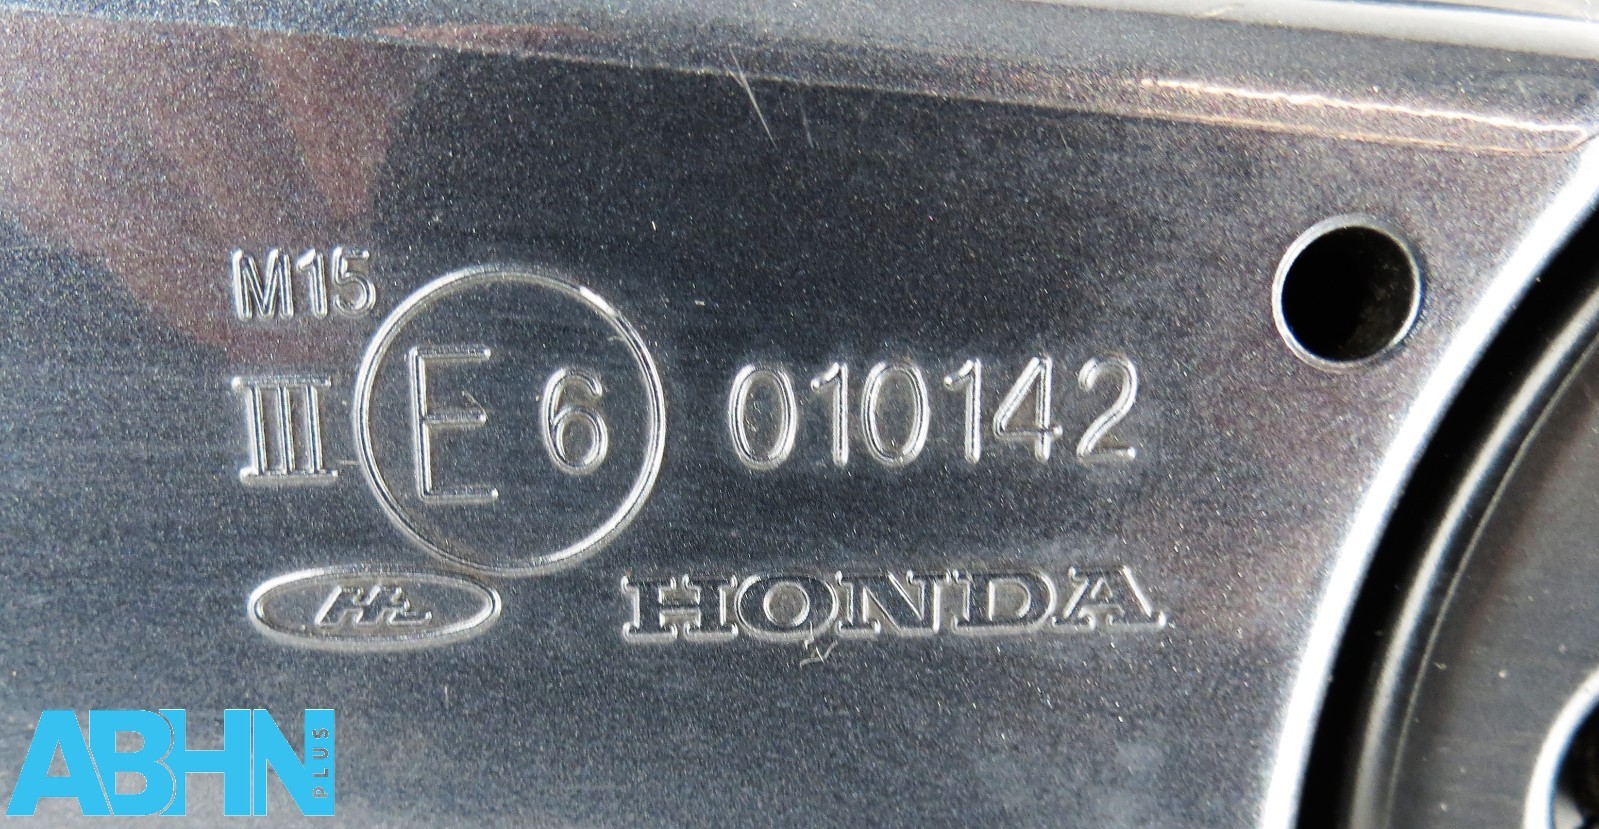 M15
III E 6 010142
HONDA
ABHN PLUS